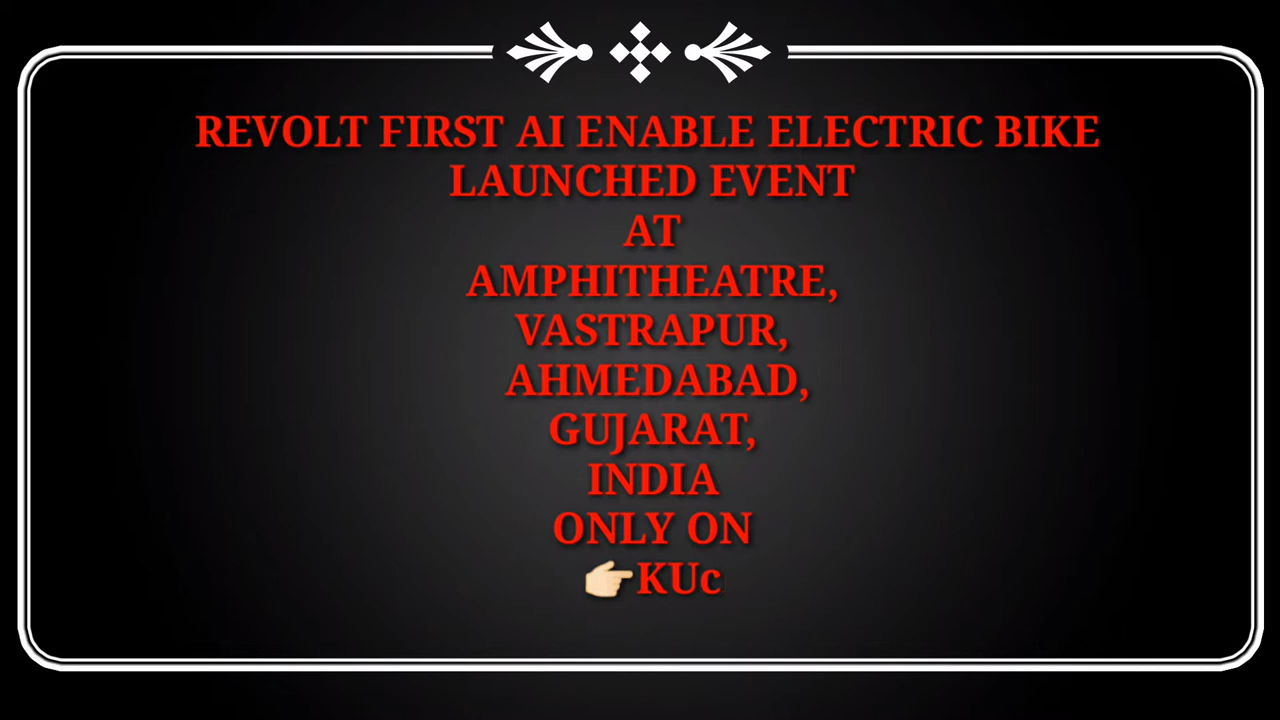 REVOLT FIRST AI ENABLE ELECTRIC BIKE
LAUNCHED EVENT
AT
AMPHITHEATRE,
VASTRAPUR,
AHMEDABAD,
GUJARAT,
INDIA
ONLY ON
👉🏻KUc